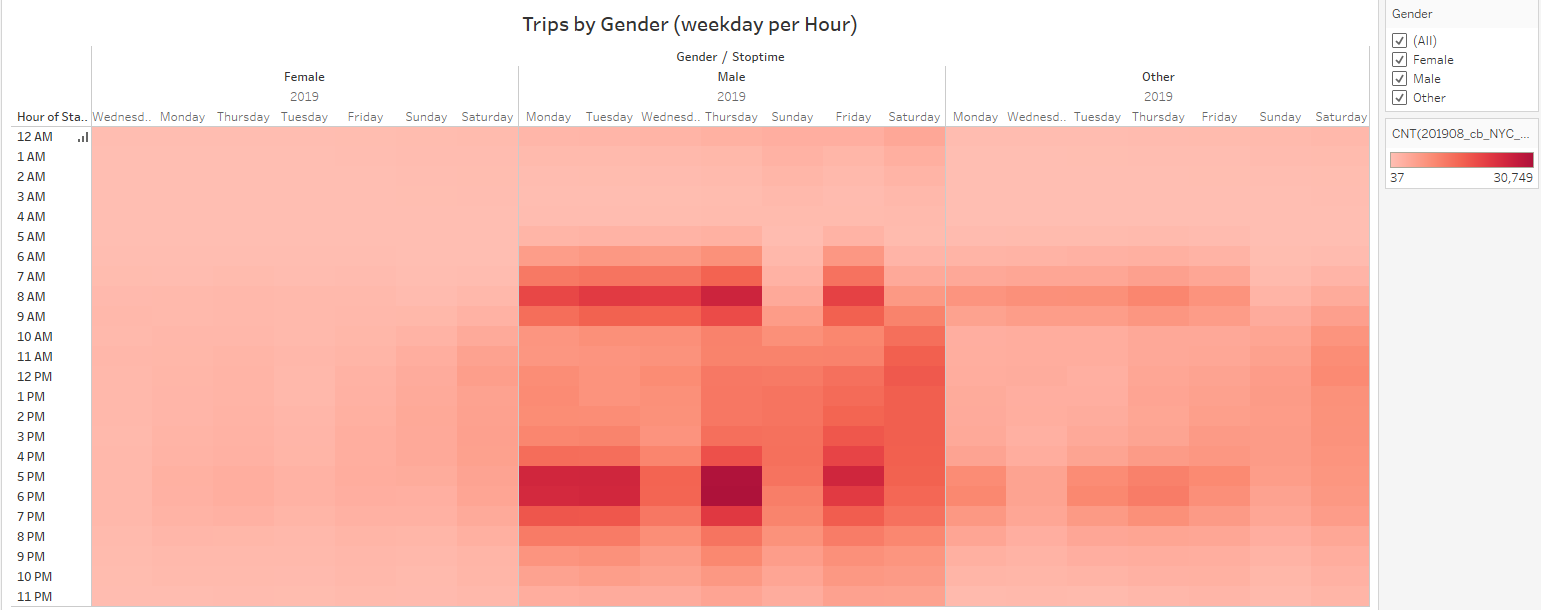 Trips by Gender (weekday per Hour)
Gender / Stoptime
Female Male Other
2019 2019 2019
Hour of Sta.. Wednesd.. Monday Thursday Tuesday Friday Sunday Saturday Monday Tuesday Wednesd.. Thursday Sunday Friday Saturday Monday Wednesd.. Tuesday Thursday Friday Sunday Saturday
12 AM
1 AM
2 AM
3 AM
4 AM
5 AM
6 AM
7 AM
8 AM
9 AM
10 AM
11 AM
12 PM
1 PM
2 PM
3 PM
4 PM
5 PM
6 PM
7 PM
8 PM
9 PM
10 PM
11 PM
Gender
(All)
Female
Male
Other
CNT(201908_cb_NYC_...
37 30,749